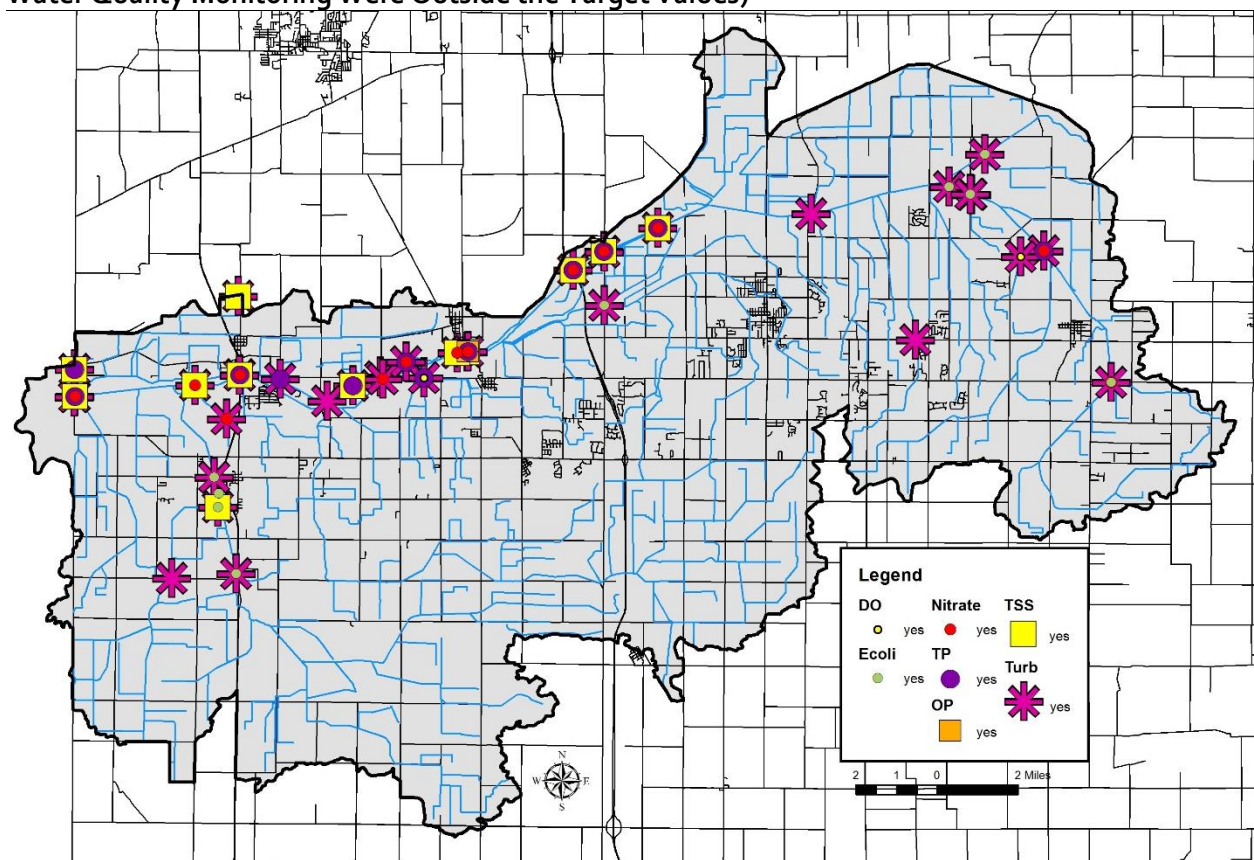 Water Quality Monitoring Were Outside the Target Values)
N
W E
S
Legend
DO Nitrate TSS
yes yes yes
Ecoli TP Turb
yes yes yes
OP
yes
2 1 0 2 Miles